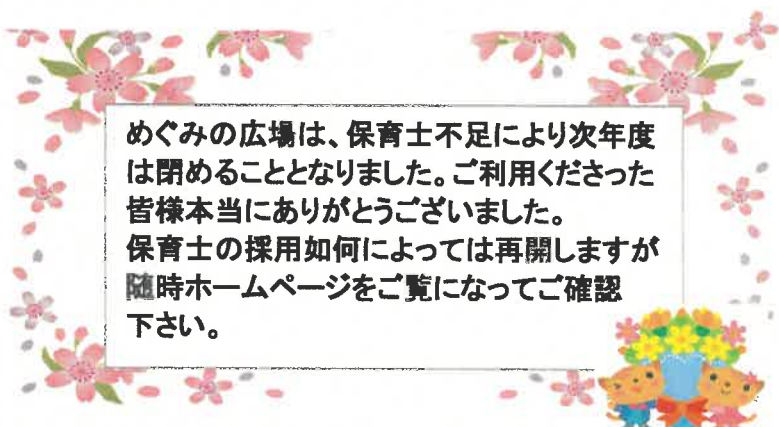 めぐみの広場は、保育士不足により次年度
は閉めることとなりました。ご利用くださった
皆様本当にありがとうございました。
保育士の採用如何によっては再開しますが
随時ホームページをご覧になってご確認
下さい。